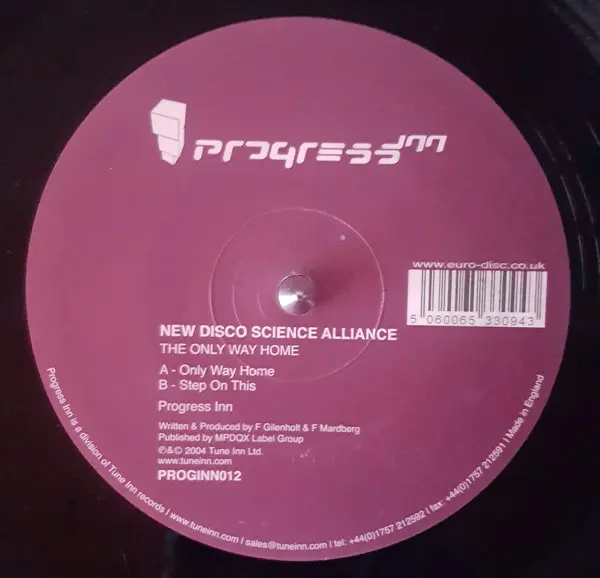 progress inn
www.euro-disc.co.uk
5 060065 330943
NEW DISCO SCIENCE ALLIANCE
THE ONLY WAY HOME
A - Only Way Home
B - Step On This
Progress Inn
Written & Produced by F Gilenholt & F Mardberg
Published by MPDQX Label Group
℗&© 2004 Tune Inn Ltd.
www.tuneinn.com
PROGINN012
Progress Inn is a division of Tune Inn records / www.tuneinn.com | sales@tuneinn.com | tel: +44(0)1757 212592 / fax: +44(0)1757 212591 | Made in England